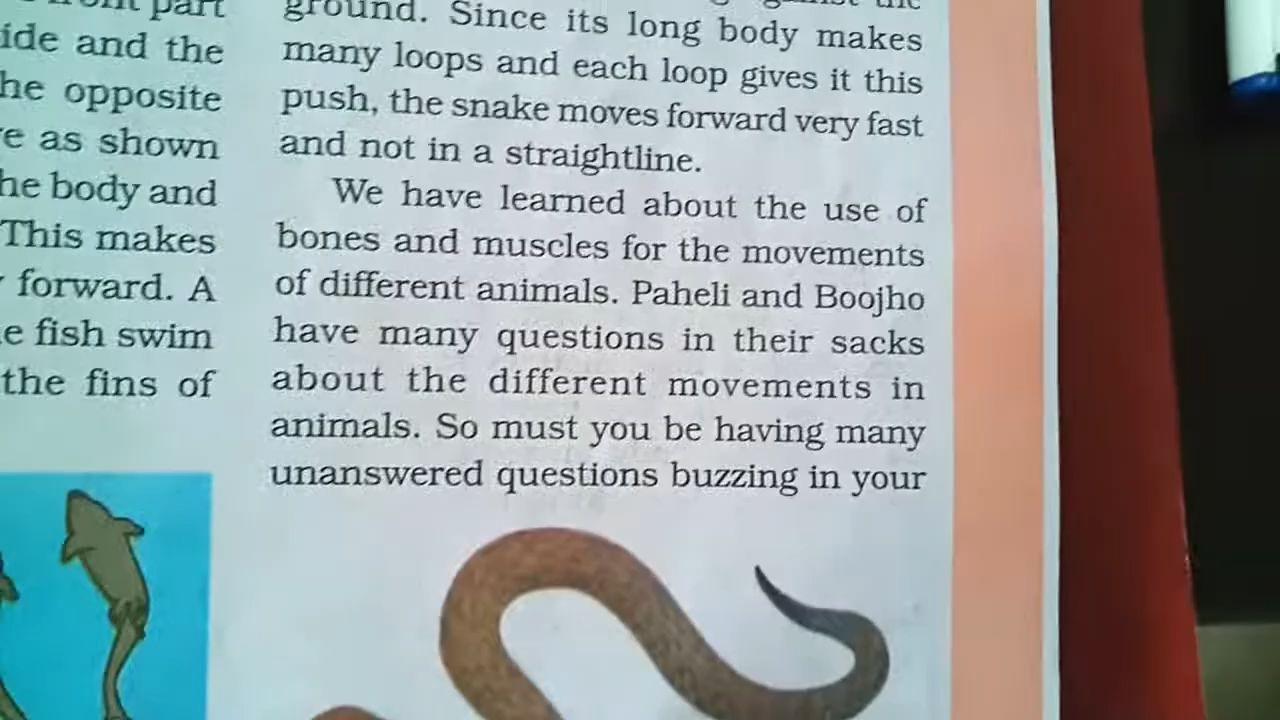 part
ide and the
he opposite
e as shown
he body and
This makes
forward. A
e fish swim
the fins of
the
ground. Since its long body makes
many loops and each loop gives it this
push, the snake moves forward very fast
and not in a straightline.
We have learned about the use of
bones and muscles for the movements
of different animals. Paheli and Boojho
have many questions in their sacks
about the different movements in
animals. So must you be having many
unanswered questions buzzing in your